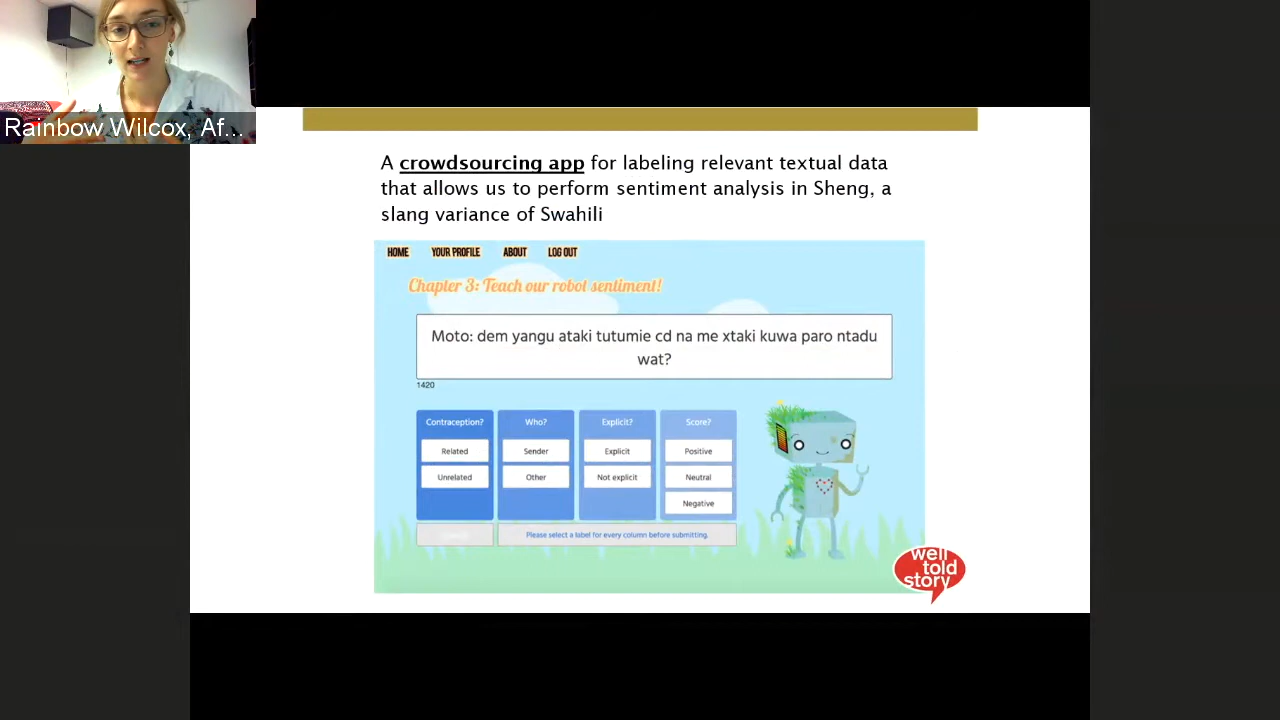 Rainbow Wilcox, Af...
A crowdsourcing app for labeling relevant textual data
that allows us to perform sentiment analysis in Sheng, a
slang variance of Swahili
HOME YOUR PROFILE ABOUT LOG OUT
Chapter 3: Teach our robot sentiment!
Moto: dem yangu ataki tutumie cd na me xtaki kuwa paro ntadu
wat?
1420
Contraception? Who? Explicit? Score?
Related Sender Explicit Positive
Unrelated Other Not explicit Neutral
Negative
Please select a label for every column before submitting.
well
told
story